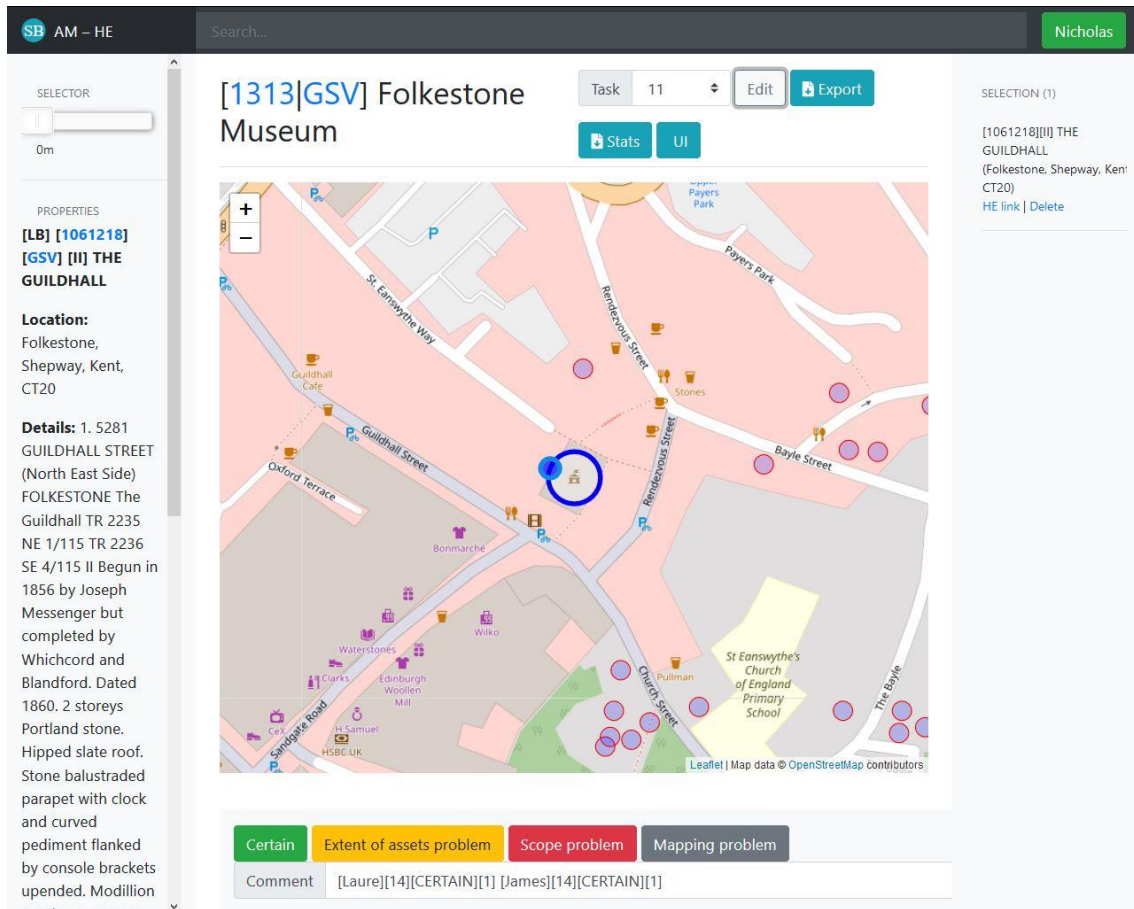 SB AM – HE
Search...
Nicholas
SELECTOR
0m
PROPERTIES
[LB] [1061218]
[GSV] [II] THE
GUILDHALL
Location:
Folkestone,
Shepway, Kent,
CT20
Details: 1. 5281
GUILDHALL STREET
(North East Side)
FOLKESTONE The
Guildhall TR 2235
NE 1/115 TR 2236
SE 4/115 II Begun in
1856 by Joseph
Messenger but
completed by
Whichcord and
Blandford. Dated
1860. 2 storeys
Portland stone.
Hipped slate roof.
Stone balustraded
parapet with clock
and curved
pediment flanked
by console brackets
upended. Modillion
[1313|GSV] Folkestone
Museum
Task 11 Edit Export
Stats UI
+
−
P
P
Payers
Park
Payers Park
St. Eanswythe Way
Rendezvous Street
P
Guildhall
Cafe
Stones
P
Guildhall Street
Oxford Terrace
Bayle Street
Rendezvous Street
P
P
Bonmarche
Wilko
Waterstones
Clarks
Edinburgh
Woollen
Mill
CeX
H.Samuel
HSBC UK
Sandgate Road
P
Church Street
Pullman
St Eanswythe's
Church
of England
Primary
School
The Bayle
Leaflet | Map data © OpenStreetMap contributors
Certain Extent of assets problem Scope problem Mapping problem
Comment [Laure][14][CERTAIN][1] [James][14][CERTAIN][1]
SELECTION (1)
[1061218][II] THE
GUILDHALL
(Folkestone, Shepway, Kent
CT20)
HE link | Delete